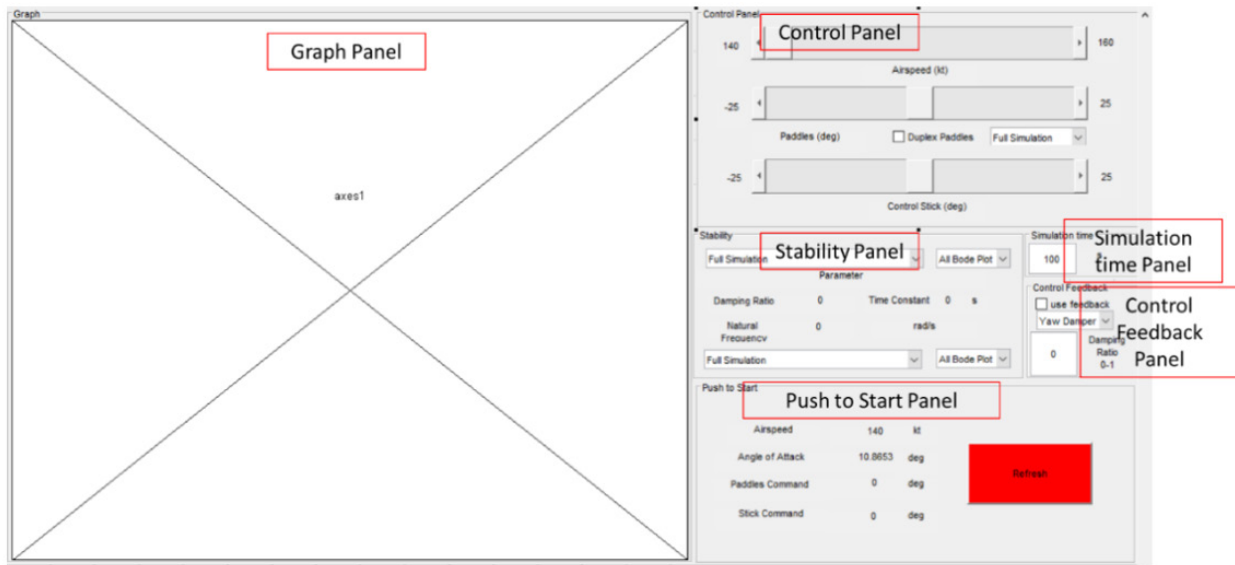 Graph
Graph Panel
axes1
Control Panel
Control Panel
140
160
Airspeed (kt)
-25
25
Paddles (deg)
Duplex Paddles
Full Simulation
-25
25
Control Stick (deg)
Stability
Stability Panel
Full Simulation
All Bode Plot
Parameter
Damping Ratio 0 Time Constant 0 s
Natural
Frequency
0 rad/s
Full Simulation
All Bode Plot
Simulation time
Simulation
time Panel
100
Control Feedback
Control
Feedback
Panel
use feedback
Yaw Damper
0
Damping
Ratio
0-1
Push to Start
Push to Start Panel
Airspeed 140 kt
Angle of Attack 10.8653 deg
Paddles Command 0 deg
Stick Command 0 deg
Refresh